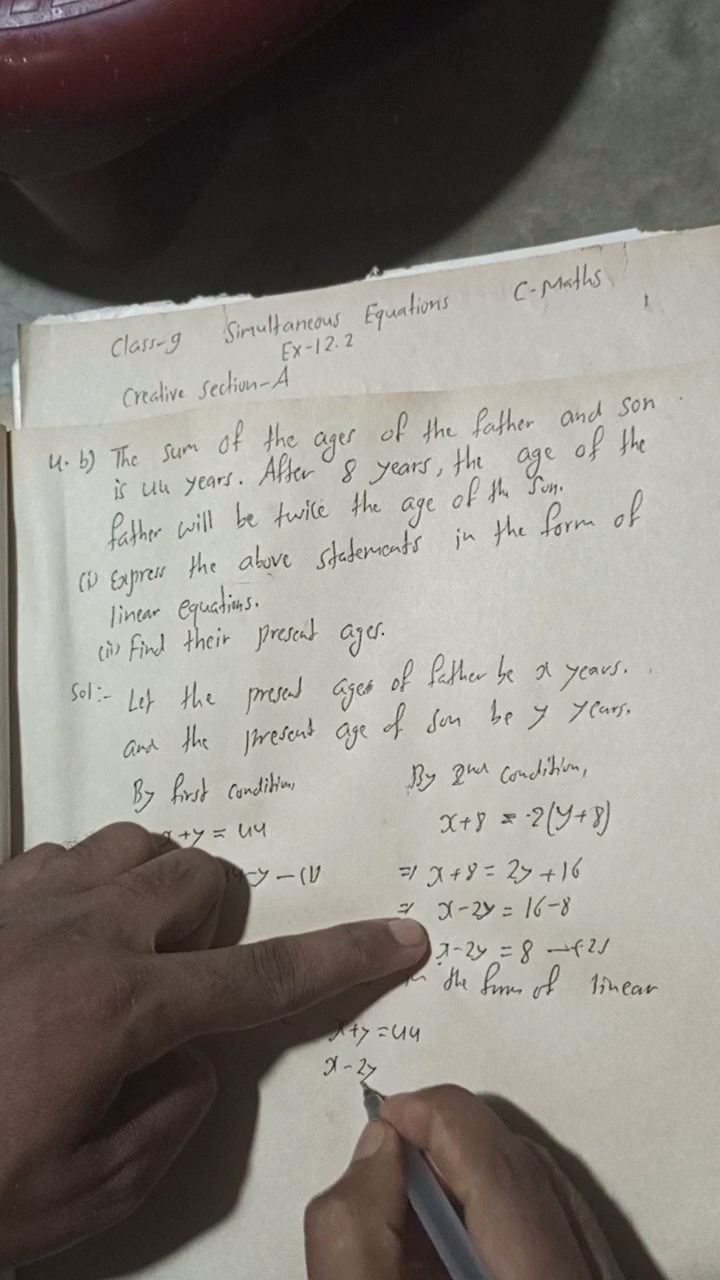 Class-9 Simultaneous Equations C-Maths
Ex-12.2
Creative Section-A
4. b) The sum of the ages of the father and son
is 44 years. After 8 years, the age of the
father will be twice the age of the son.
(i) Express the above statements in the form of
linear equations.
(ii) Find their present ages.
Sol:- Let the present ages of father be x years.
and the present age of son be y years.
By first condition,
x+y = 44
-y -(1)
By 2nd condition,
x+8 = 2(y+8)
⇒ x+8 = 2y+16
⇒ x-2y = 16-8
x-2y = 8 -(2)
the form of linear
x+y = 44
x-2y